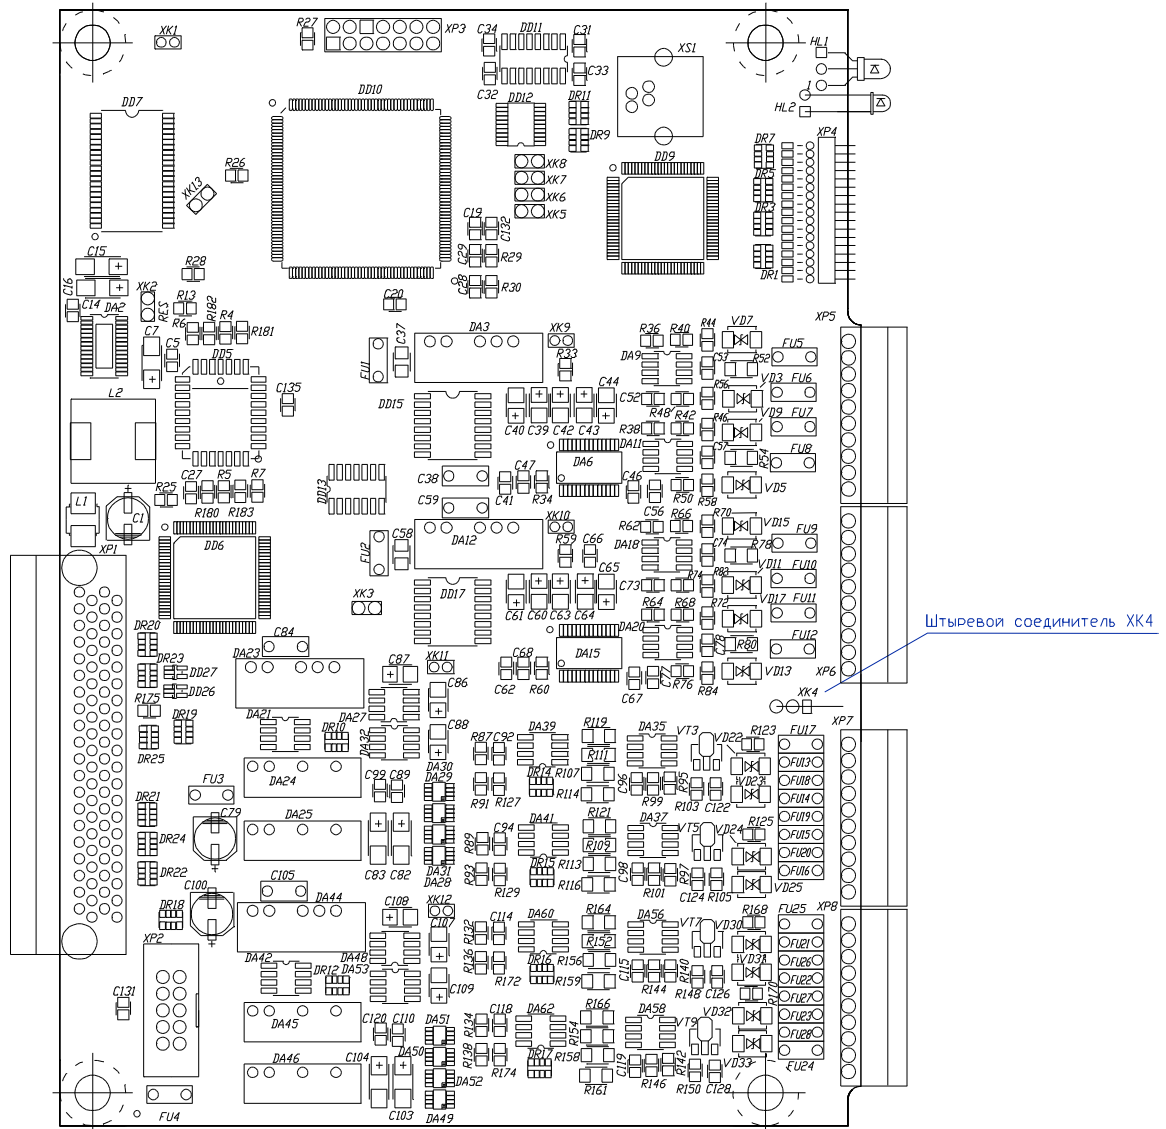 XK1
R27
XP3
C34
DD11
C31
XS1
HL1
C32
C33
DD7
DD10
DD12
DR11
DR9
HL2
1
XP4
DR7
DD9
XK8
XK7
XK6
XK5
DR5
DR3
DR1
R26
XK13
C19
C132
C29
R29
C28
R30
C15
C16
C14
DA2
R28
XK2
RES
R13
R182
R6
R4
R181
C20
C7
C5
DD5
FU1
C37
DA3
XK9
R33
R36
R40
R44
VD7
XP5
DA9
C53
R52
FU5
L2
C135
DD15
C40
C39
C42
C43
C44
C52
R56
VD3
FU6
R48
R42
R46
VD9
FU7
R38
DA11
C57
R54
FU8
DA6
C38
C47
C41
R34
C46
R50
R58
VD5
C27
R5
R7
R25
R180
R183
DD13
L1
C1
C59
XP1
DD6
FU2
C58
DA12
XK10
R59
C66
R62
C56
R66
R70
VD15
FU9
DA18
C74
R78
C65
C73
R74
R82
VD11
FU10
XK3
DD17
C61
C60
C63
C64
R64
R68
R72
VD17
FU11
DA20
C78
R80
FU12
Штыревой соединитель XK4
DR20
C84
DA23
DR23
DD27
DD26
R175
DR19
C87
XK11
C86
C68
C62
R60
DA15
C67
C77
R76
R84
VD13
XP6
XK4
XP7
DA21
DA27
DR10
DA32
C88
R87
C92
DA39
R119
DA35
VT3
VD22
R123
FU17
DR25
DA30
R111
FU13
FU3
DA24
C99
C89
DA29
DR14
R107
R91
R127
R114
C96
R99
R95
R103
C122
VD23
FU18
FU14
DR21
C79
DA25
R121
FU19
R89
C94
DA41
DA37
VT5
VD24
R125
FU15
DR24
R109
FU20
DR22
C83
C82
DA31
DA28
R93
R129
DR15
R113
R116
C98
R101
R97
C124
R105
VD25
FU16
C100
C105
DR18
DA44
C108
XK12
C107
R132
C114
DA60
R164
DA56
VT7
VD30
R168
FU25
XP8
XP2
R152
FU21
DA42
DR12
DA53
DA48
R136
R172
DR16
R156
R159
C115
R144
R140
R148
C126
VD31
FU26
FU22
C131
C109
R170
FU27
DA45
C120
C110
DA51
R134
C118
DA62
R166
R154
DA58
VT9
VD32
FU23
FU28
DA46
C104
DA50
R138
R174
DR17
R158
C119
R146
R142
R150
C128
VD33
FU24
DA52
R161
FU4
C103
DA49